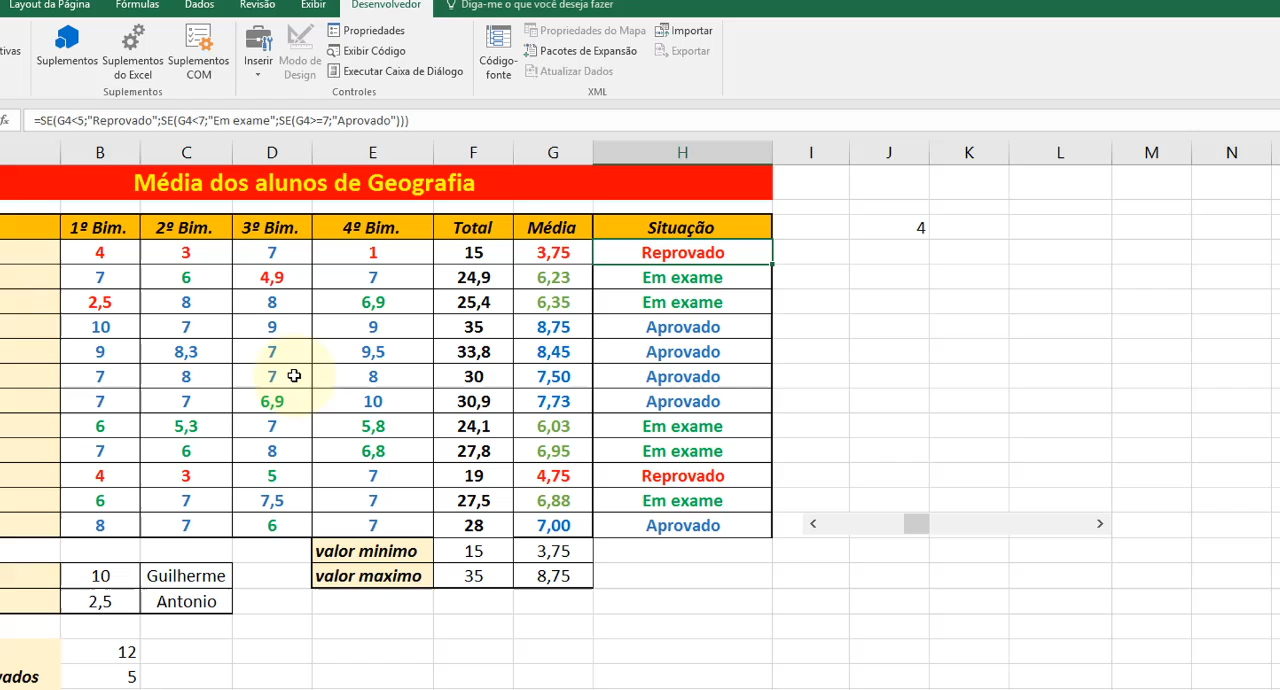 Layout da Página Fórmulas Dados Revisão Exibir Desenvolvedor Diga-me o que você deseja fazer
Suplementos
Suplementos do Excel
Suplementos COM
Suplementos
Inserir
Modo de Design
Propriedades
Exibir Código
Executar Caixa de Diálogo
Controles
Código-fonte
Propriedades do Mapa
Pacotes de Expansão
Atualizar Dados
Importar
Exportar
XML
fx =SE(G4<5;"Reprovado";SE(G4<7;"Em exame";SE(G4>=7;"Aprovado")))
B C D E F G H I J K L M N
Média dos alunos de Geografia
1º Bim. 2º Bim. 3º Bim. 4º Bim. Total Média Situação 4
4 3 7 1 15 3,75 Reprovado
7 6 4,9 7 24,9 6,23 Em exame
2,5 8 8 6,9 25,4 6,35 Em exame
10 7 9 9 35 8,75 Aprovado
9 8,3 7 9,5 33,8 8,45 Aprovado
7 8 7 8 30 7,50 Aprovado
7 7 6,9 10 30,9 7,73 Aprovado
6 5,3 7 5,8 24,1 6,03 Em exame
7 6 8 6,8 27,8 6,95 Em exame
4 3 5 7 19 4,75 Reprovado
6 7 7,5 7 27,5 6,88 Em exame
8 7 6 7 28 7,00 Aprovado
valor minimo 15 3,75
10 Guilherme valor maximo 35 8,75
2,5 Antonio
12
vados 5